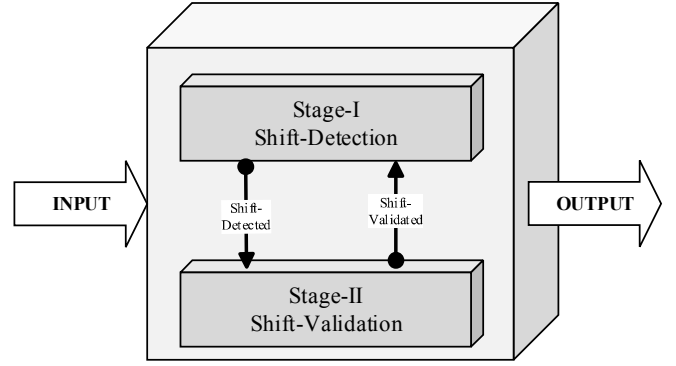 Stage-I
Shift-Detection
INPUT
Shift-
Detected
Shift-
Validated
OUTPUT
Stage-II
Shift-Validation